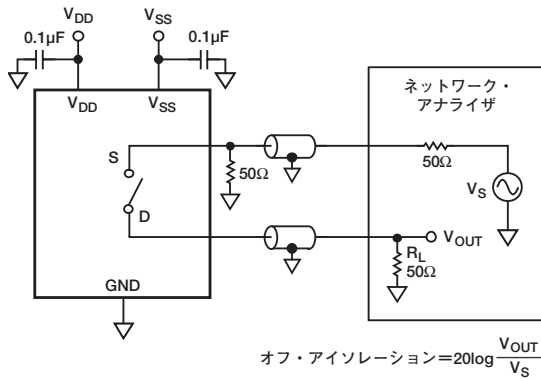 V_DD
V_SS
0.1μF
0.1μF
V_DD
V_SS
ネットワーク・
アナライザ
S
50Ω
50Ω
V_S
D
V_OUT
R_L
50Ω
GND
オフ・アイソレーション＝20log V_OUT
V_S